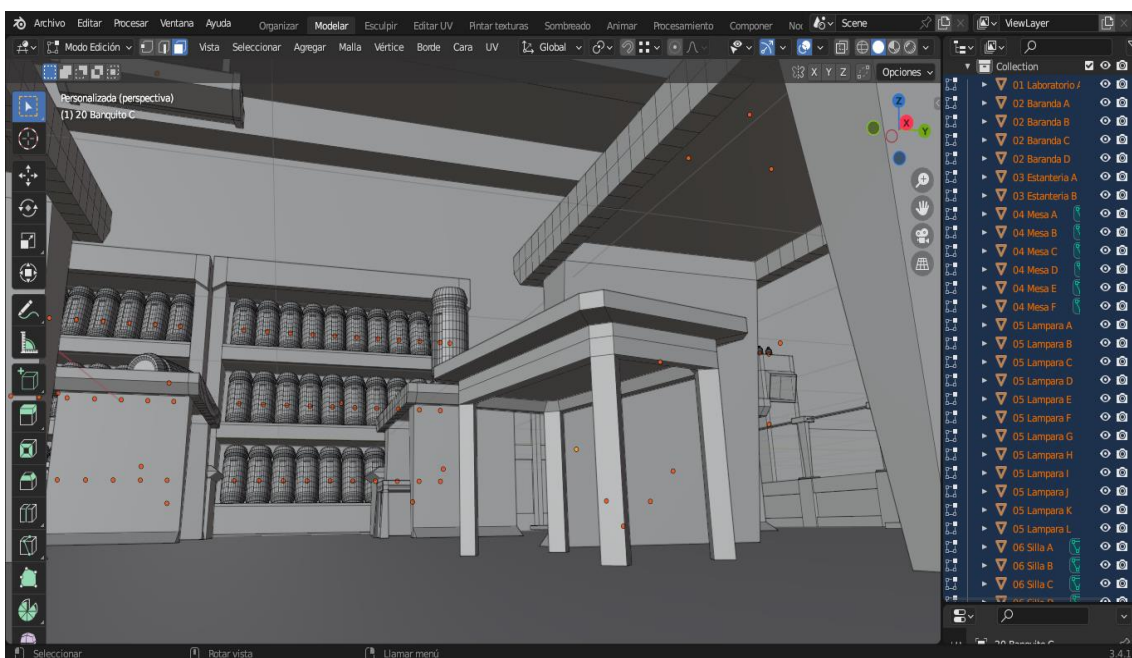 Archivo Editar Procesar Ventana Ayuda Organizar Modelar Esculpir Editar UV Pintar texturas Sombreado Animar Procesamiento Componer Scene ViewLayer
Modo Edición Vista Seleccionar Agregar Malla Vértice Borde Cara UV Global
X Y Z Opciones
Personalizada (perspectiva)
(1) 20 Banquito C
Z
X
Y
Collection
01 Laboratorio
02 Baranda A
02 Baranda B
02 Baranda C
02 Baranda D
03 Estanteria A
03 Estanteria B
04 Mesa A
04 Mesa B
04 Mesa C
04 Mesa D
04 Mesa E
04 Mesa F
05 Lampara A
05 Lampara B
05 Lampara C
05 Lampara D
05 Lampara E
05 Lampara F
05 Lampara G
05 Lampara H
05 Lampara I
05 Lampara J
05 Lampara K
05 Lampara L
06 Silla A
06 Silla B
06 Silla C
Seleccionar Rotar vista Llamar menú 3.4.1